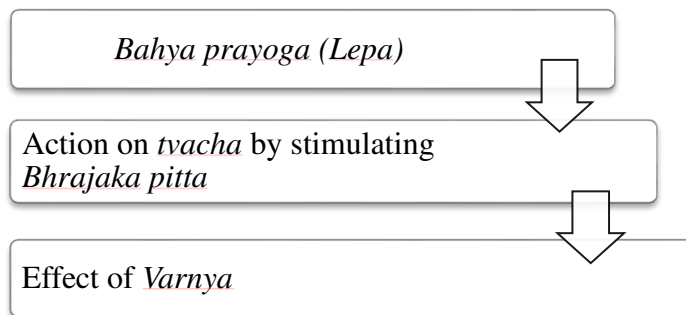 Bahya prayoga (Lepa)
Action on tvacha by stimulating
Bhrajaka pitta
Effect of Varnya